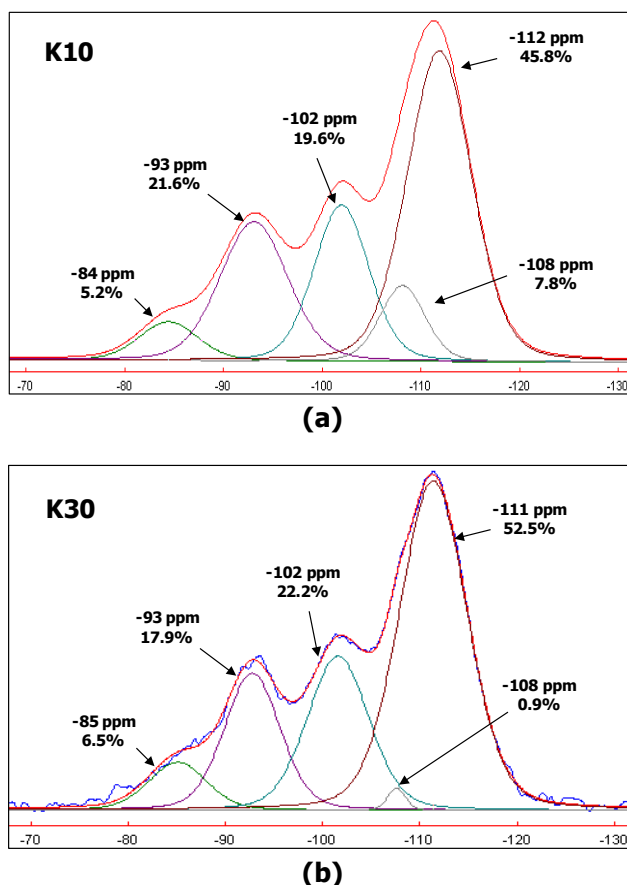 K10
-112 ppm
45.8%
-102 ppm
19.6%
-93 ppm
21.6%
-84 ppm
5.2%
-108 ppm
7.8%
-70 -80 -90 -100 -110 -120 -130
(a)
K30
-111 ppm
52.5%
-102 ppm
22.2%
-93 ppm
17.9%
-108 ppm
0.9%
-85 ppm
6.5%
-70 -80 -90 -100 -110 -120 -130
(b)